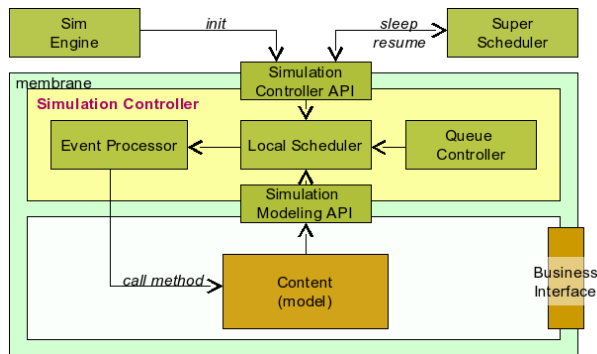 Sim
Engine
init
sleep
resume
Super
Scheduler
membrane
Simulation
Controller API
Simulation Controller
Event Processor
Local Scheduler
Queue
Controller
Simulation
Modeling API
call method
Content
(model)
Business
Interface